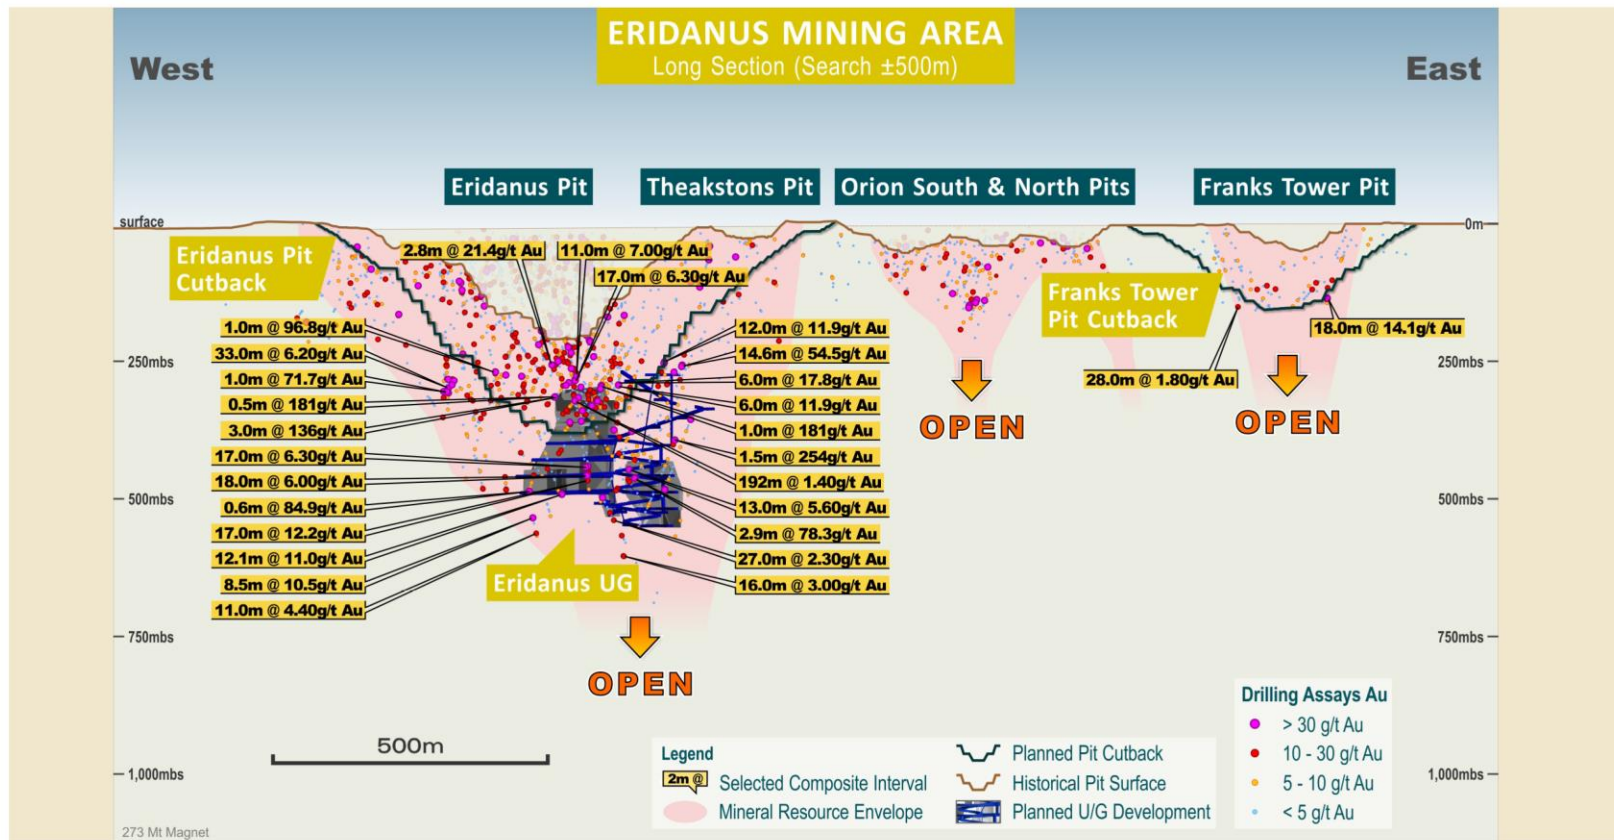 ERIDANUS MINING AREA
Long Section (Search ±500m)
West
East
Eridanus Pit
Theakstons Pit
Orion South & North Pits
Franks Tower Pit
surface
0m
Eridanus Pit
Cutback
2.8m @ 21.4g/t Au
11.0m @ 7.00g/t Au
17.0m @ 6.30g/t Au
Franks Tower
Pit Cutback
1.0m @ 96.8g/t Au
33.0m @ 6.20g/t Au
1.0m @ 71.7g/t Au
0.5m @ 181g/t Au
3.0m @ 136g/t Au
17.0m @ 6.30g/t Au
18.0m @ 6.00g/t Au
0.6m @ 84.9g/t Au
17.0m @ 12.2g/t Au
12.1m @ 11.0g/t Au
8.5m @ 10.5g/t Au
11.0m @ 4.40g/t Au
12.0m @ 11.9g/t Au
14.6m @ 54.5g/t Au
6.0m @ 17.8g/t Au
6.0m @ 11.9g/t Au
1.0m @ 181g/t Au
1.5m @ 254g/t Au
192m @ 1.40g/t Au
13.0m @ 5.60g/t Au
2.9m @ 78.3g/t Au
27.0m @ 2.30g/t Au
16.0m @ 3.00g/t Au
18.0m @ 14.1g/t Au
28.0m @ 1.80g/t Au
250mbs
250mbs
OPEN
OPEN
500mbs
500mbs
Eridanus UG
750mbs
750mbs
OPEN
500m
1,000mbs
1,000mbs
Legend
2m @
Selected Composite Interval
Mineral Resource Envelope
Planned Pit Cutback
Historical Pit Surface
Planned U/G Development
Drilling Assays Au
> 30 g/t Au
10 - 30 g/t Au
5 - 10 g/t Au
< 5 g/t Au
273 Mt Magnet